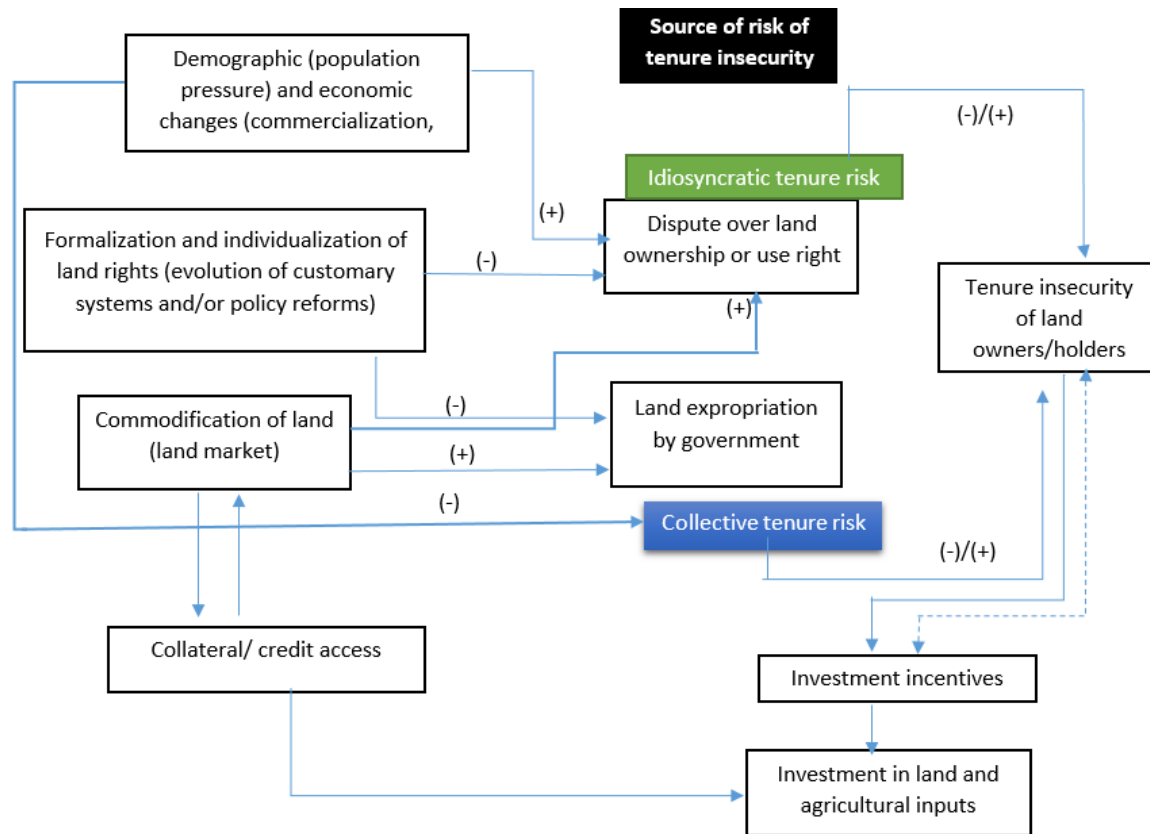 Source of risk of
tenure insecurity
Demographic (population
pressure) and economic
changes (commercialization,
(-)/(+)
Idiosyncratic tenure risk
(+)
Dispute over land
ownership or use right
Formalization and individualization of
land rights (evolution of customary
systems and/or policy reforms)
(-)
(+)
Tenure insecurity
of land
owners/holders
Commodification of land
(land market)
(-)
(+)
Land expropriation
by government
(-)
Collective tenure risk
(-)/(+)
Collateral/ credit access
Investment incentives
Investment in land and
agricultural inputs